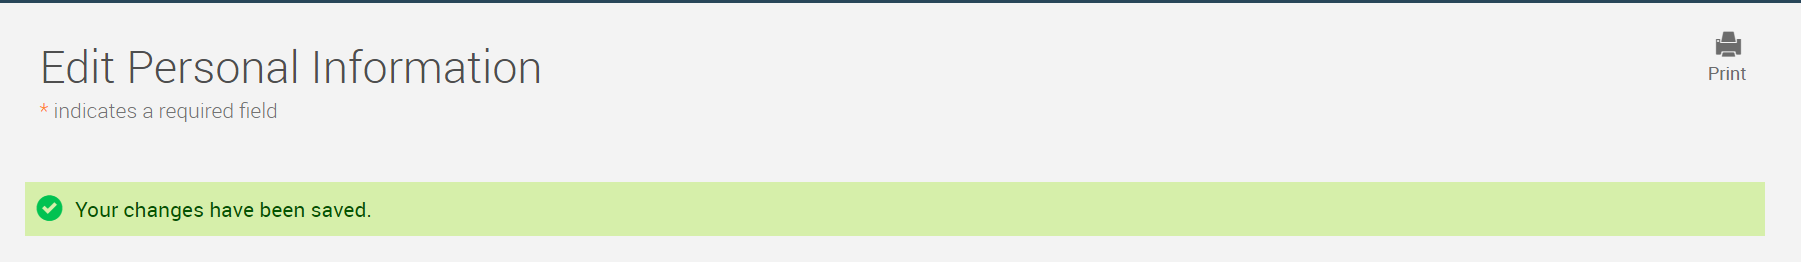 Edit Personal Information
* indicates a required field
Print
Your changes have been saved.